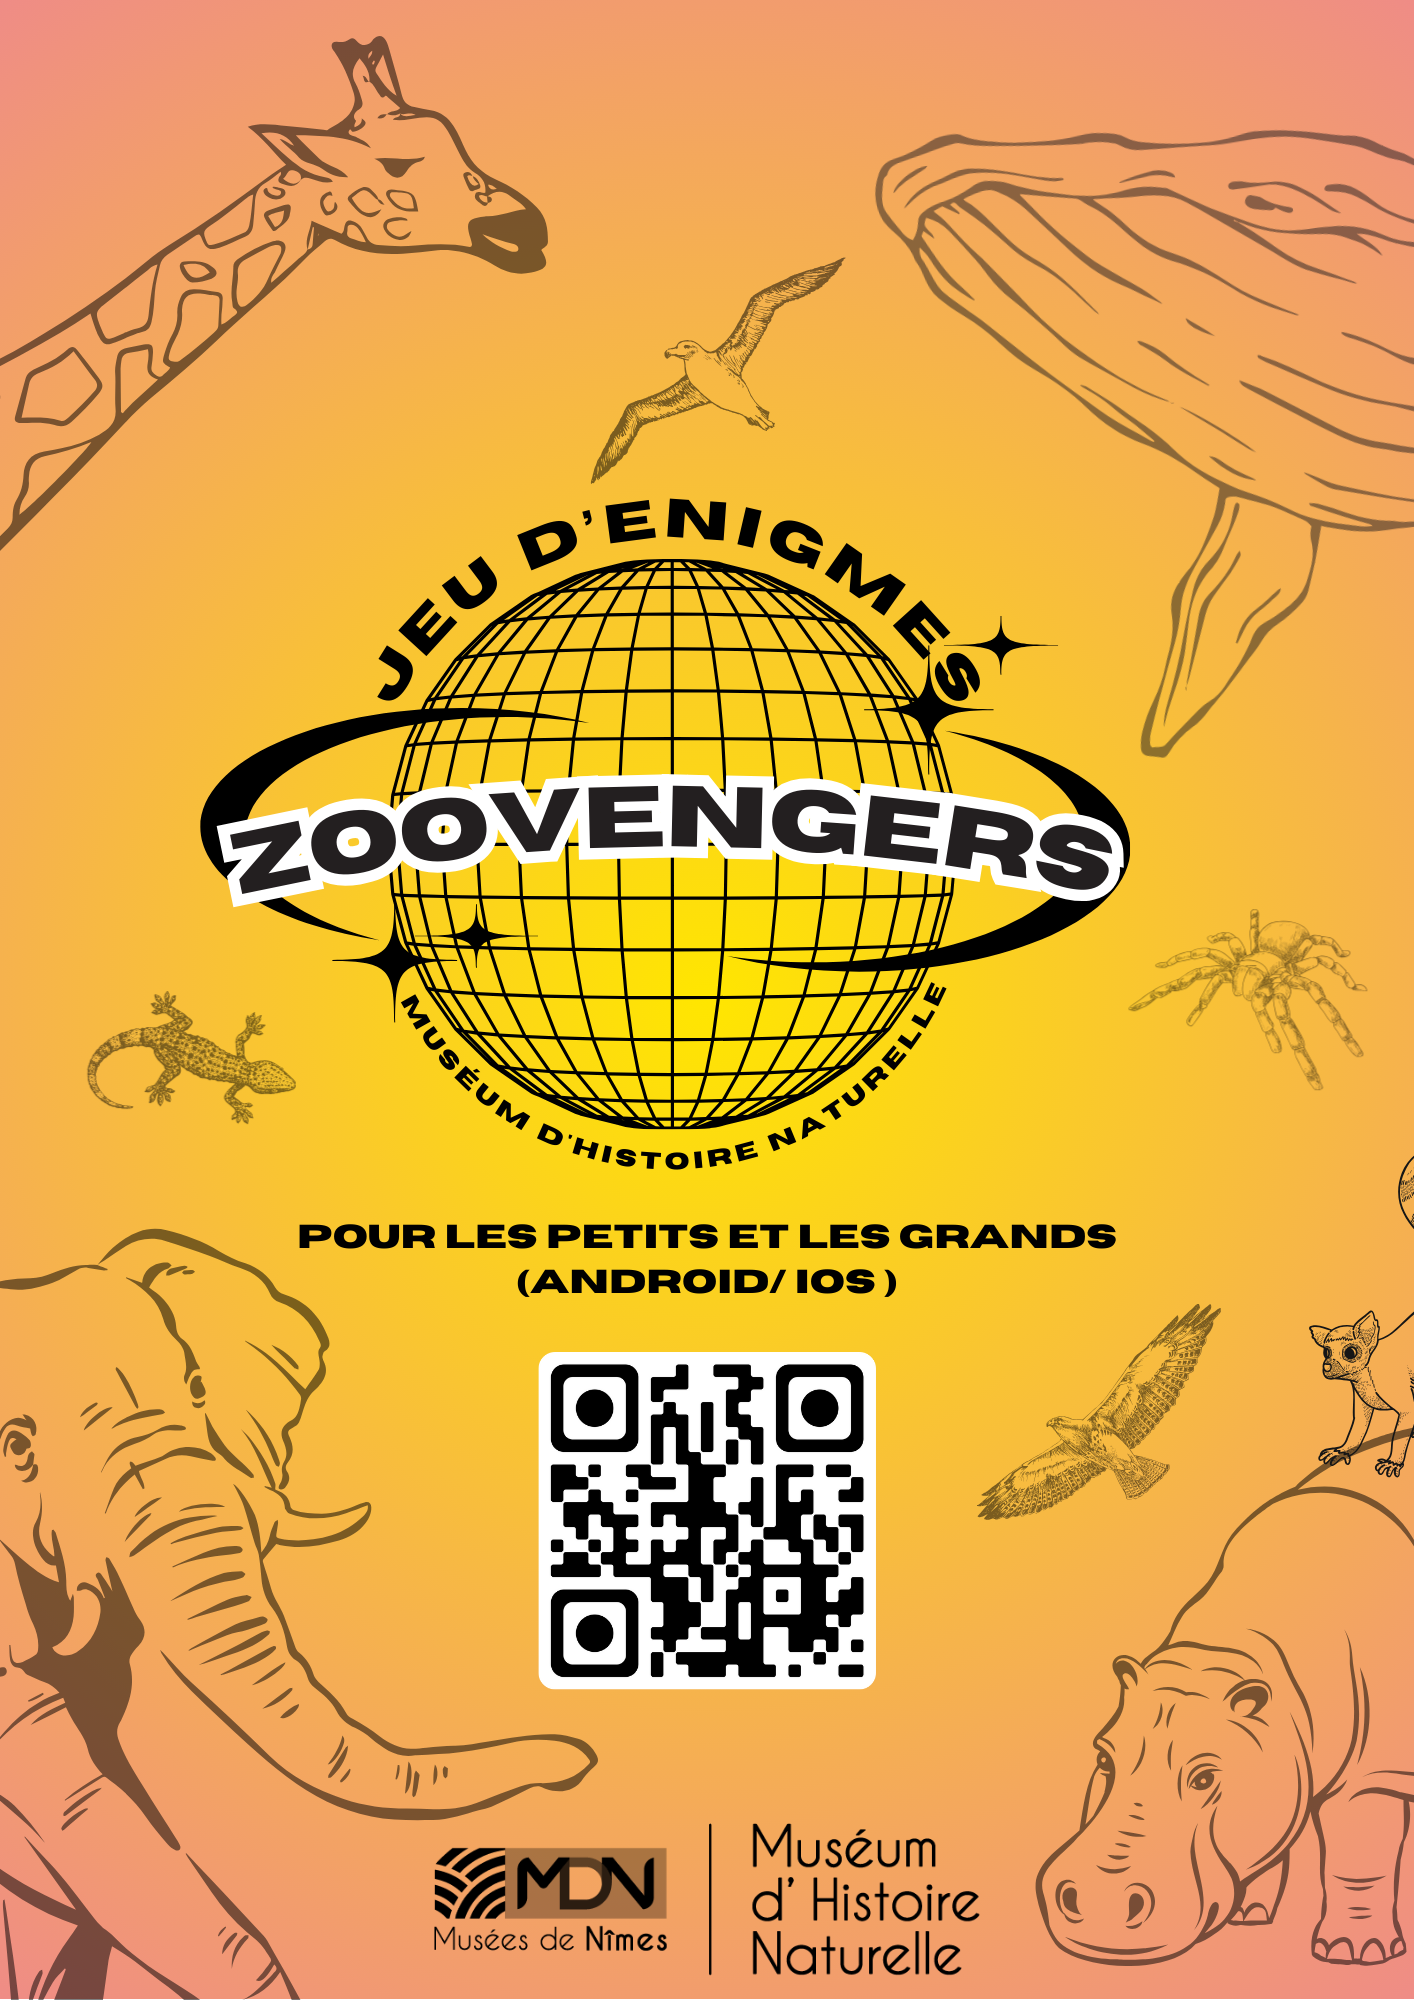 JEU D'ENIGMES
ZOOVENGERS
MUSÉUM D'HISTOIRE NATURELLE
POUR LES PETITS ET LES GRANDS
(ANDROID/ IOS )
MDN
Musées de Nîmes
Muséum
d' Histoire
Naturelle